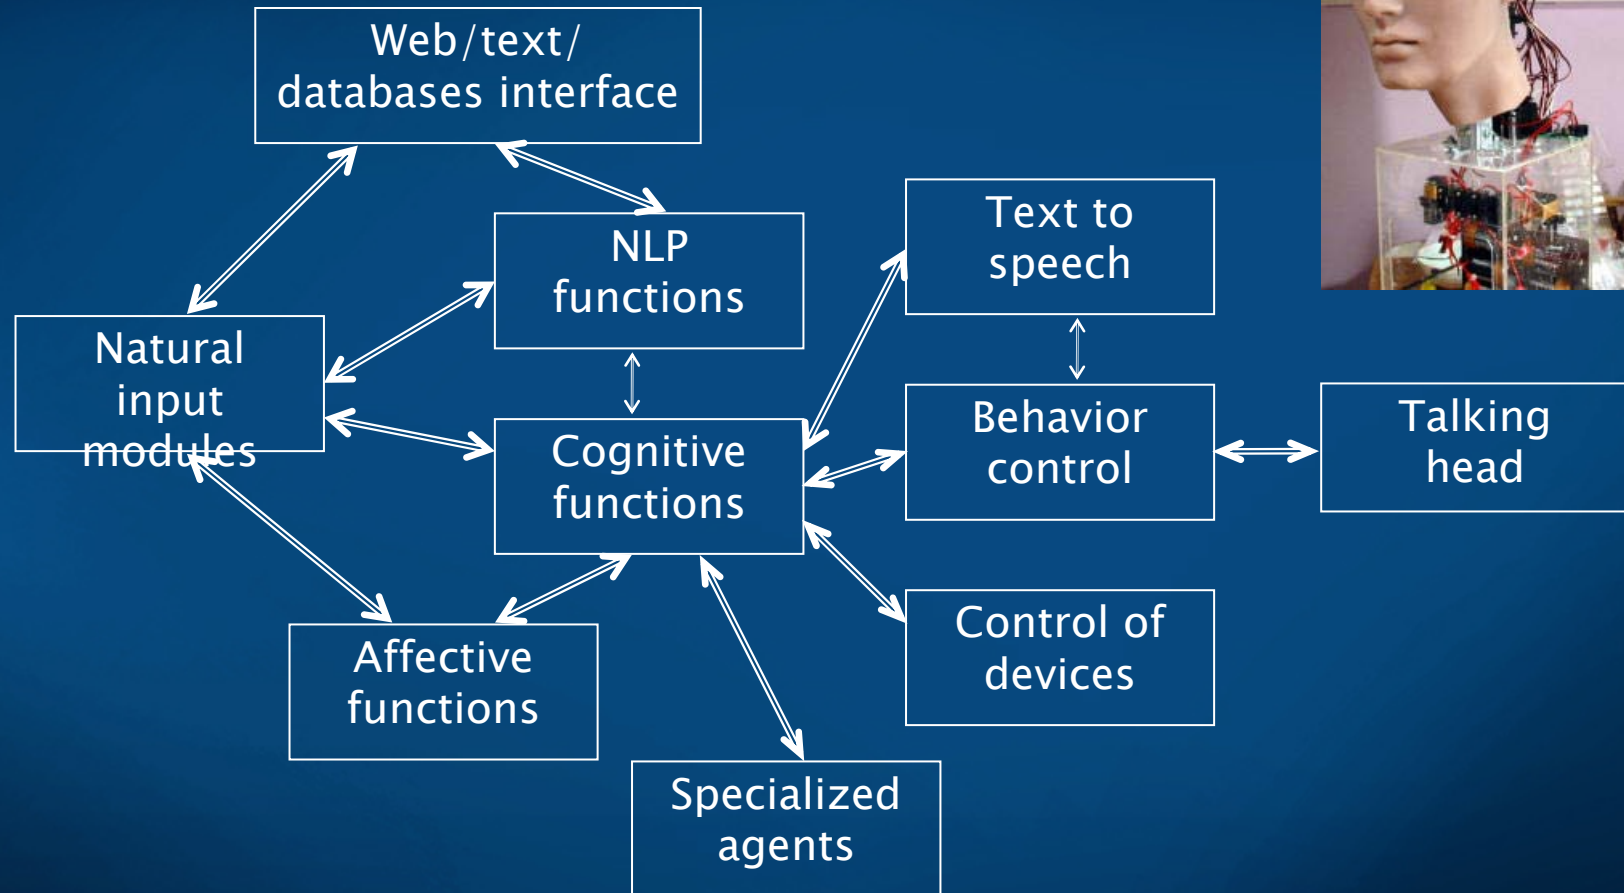 Web/text/
databases interface
NLP
functions
Text to
speech
Natural
input
modules
Cognitive
functions
Behavior
control
Talking
head
Affective
functions
Control of
devices
Specialized
agents